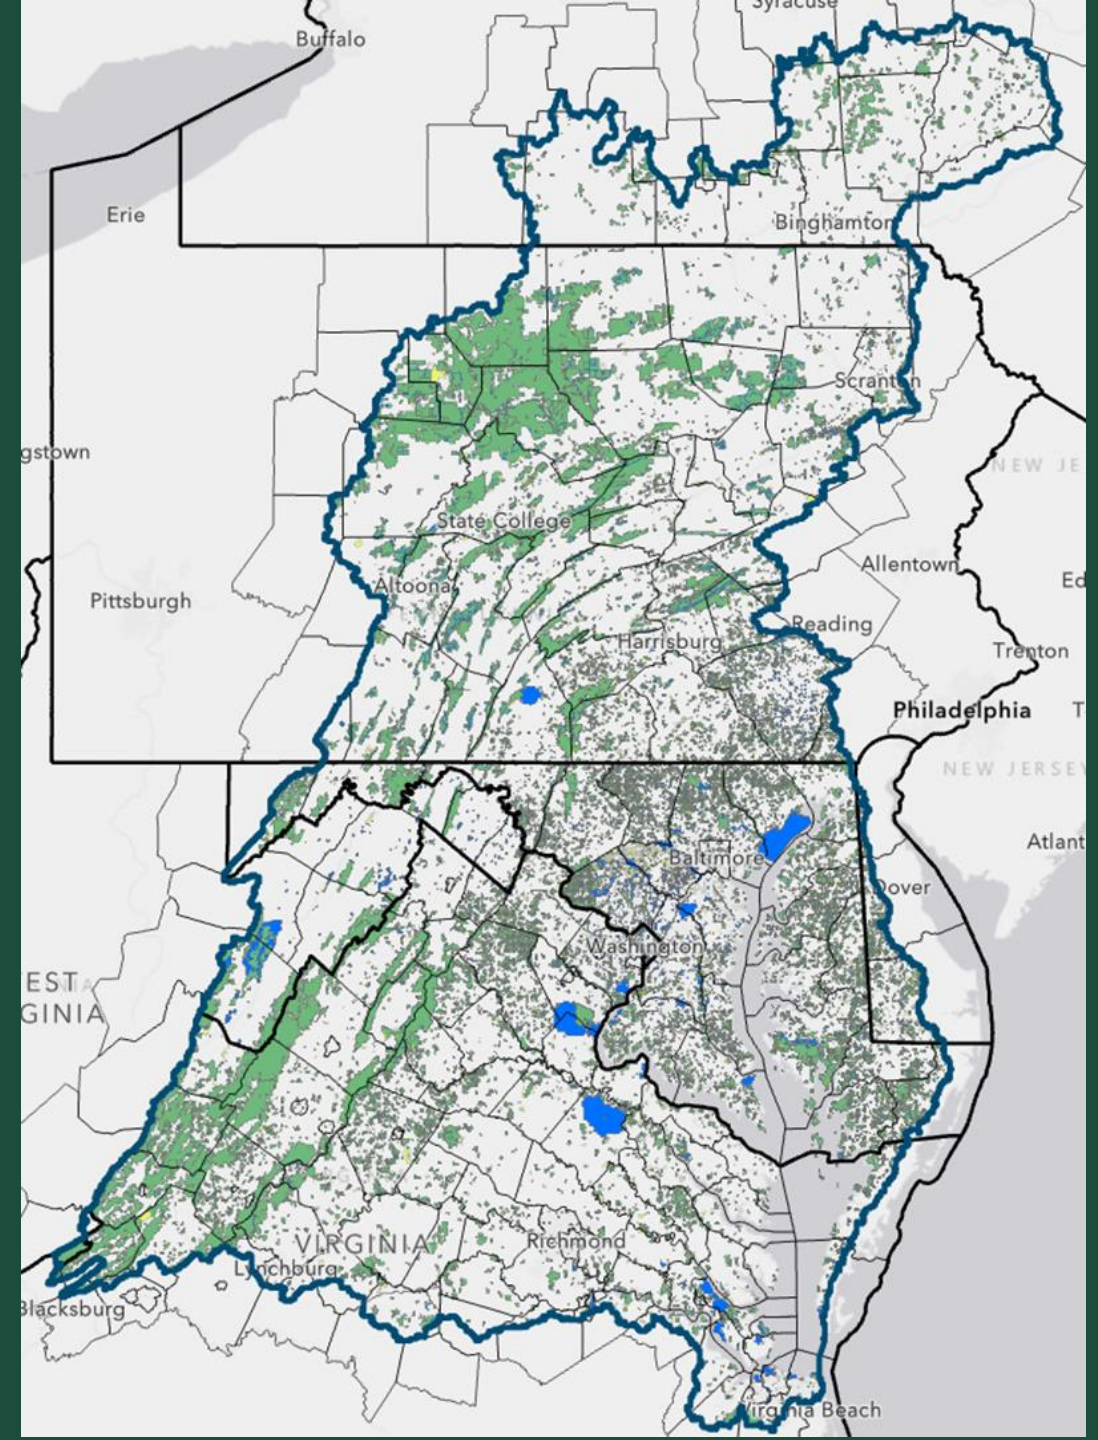 Syracuse
Buffalo
Erie
Binghamton
Scranton
gstown
NEW JE
State College
Allentown
Ed
Altoona
Pittsburgh
Reading
Harrisburg
Trenton
Philadelphia
T
NEW JERSEY
Atlant
Baltimore
Dover
Washington
EST
GINIA
VIRGINIA
Richmond
Lynchburg
Blacksburg
Virginia Beach